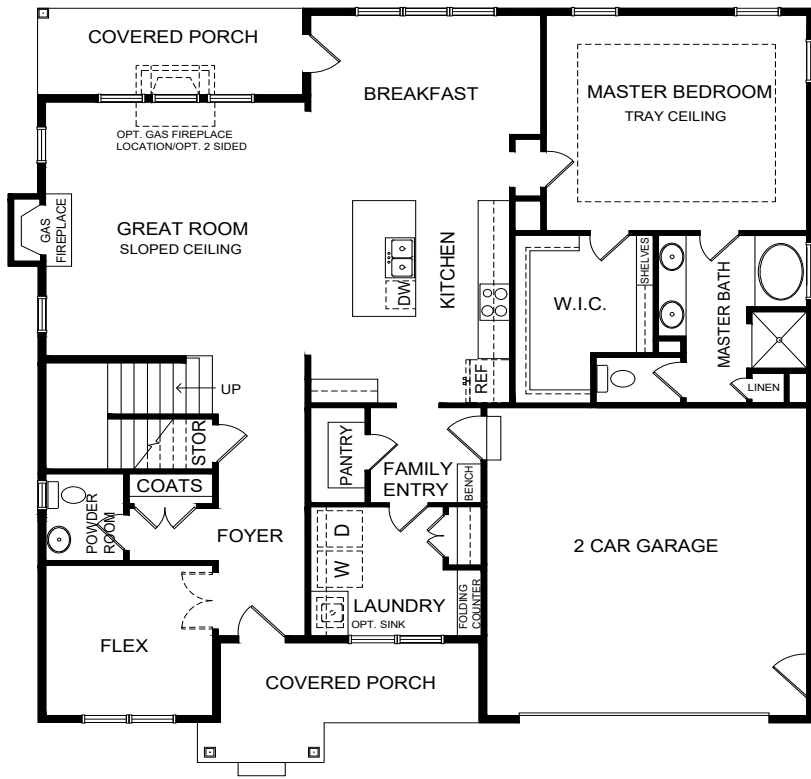 COVERED PORCH
BREAKFAST
MASTER BEDROOM
TRAY CEILING
OPT. GAS FIREPLACE
LOCATION/OPT. 2 SIDED
GAS
FIREPLACE
GREAT ROOM
SLOPED CEILING
KITCHEN
DW
SHELVES
W.I.C.
MASTER BATH
UP
REF
LINEN
STOR
PANTRY
FAMILY
ENTRY
BENCH
COATS
POWDER
ROOM
FOYER
D
W
2 CAR GARAGE
LAUNDRY
OPT. SINK
FOLDING
COUNTER
FLEX
COVERED PORCH